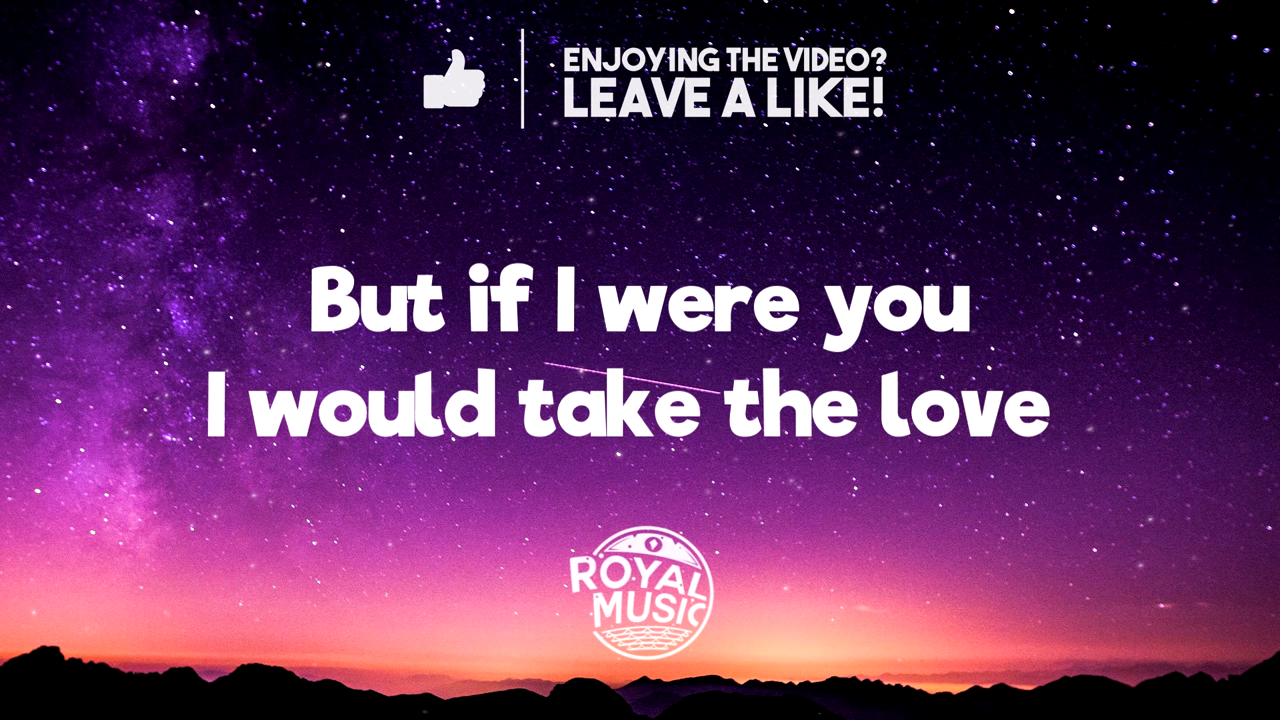 ENJOYING THE VIDEO?
LEAVE A LIKE!
But if I were you
I would take the love
ROYAL
MUSIC